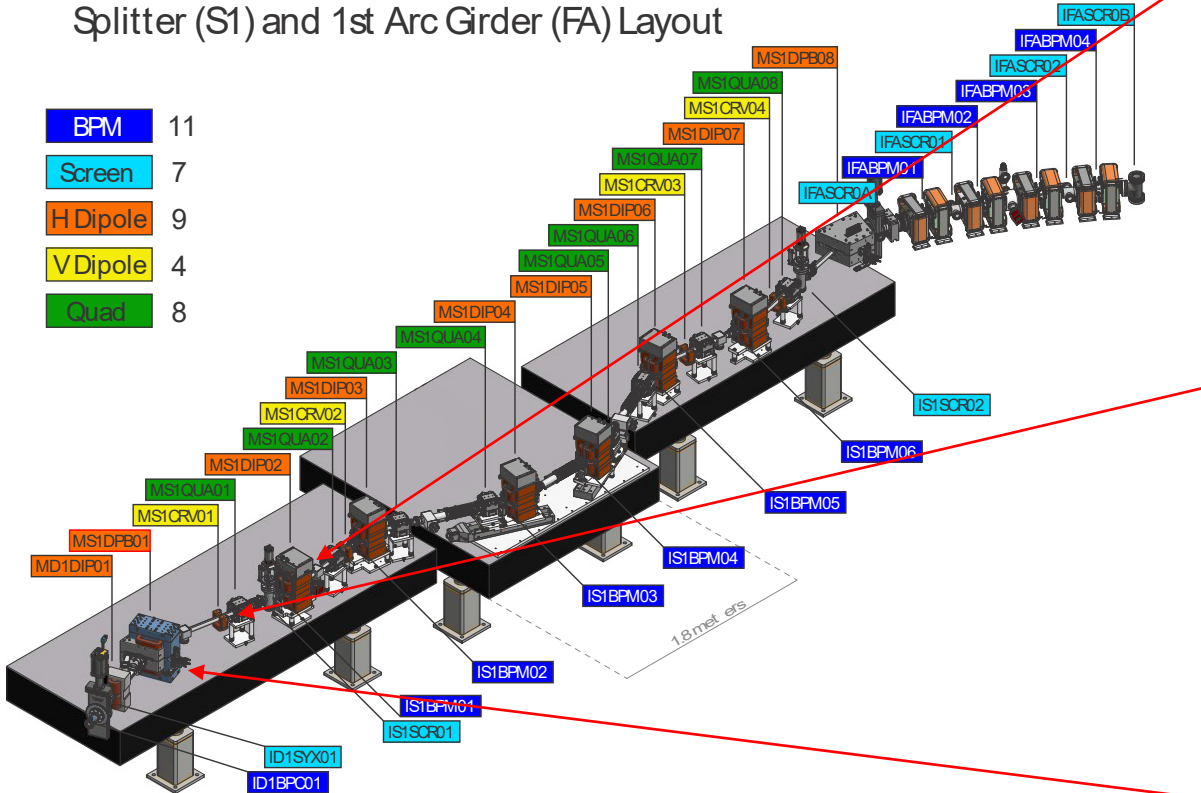 Splitter (S1) and 1st Arc Girder (FA) Layout
BPM 11
Screen 7
H Dipole 9
V Dipole 4
Quad 8
IFASCR0B
IFABPM04
IFASCR02
IFABPM03
IFABPM02
IFASCR01
IFABPM01
IFASCR0A
MS1DPB08
MS1QUA08
MS1CRV04
MS1DIP07
MS1QUA07
MS1CRV03
MS1DIP06
MS1QUA06
MS1QUA05
MS1DIP05
MS1DIP04
MS1QUA04
MS1QUA03
MS1DIP03
MS1CRV02
MS1QUA02
MS1DIP02
MS1QUA01
MS1CRV01
MS1DPB01
MD1DIP01
IS1SCR02
IS1BPM06
IS1BPM05
IS1BPM04
IS1BPM03
1.8 meters
IS1BPM02
IS1BPM01
IS1SCR01
ID1SYX01
ID1BPC01